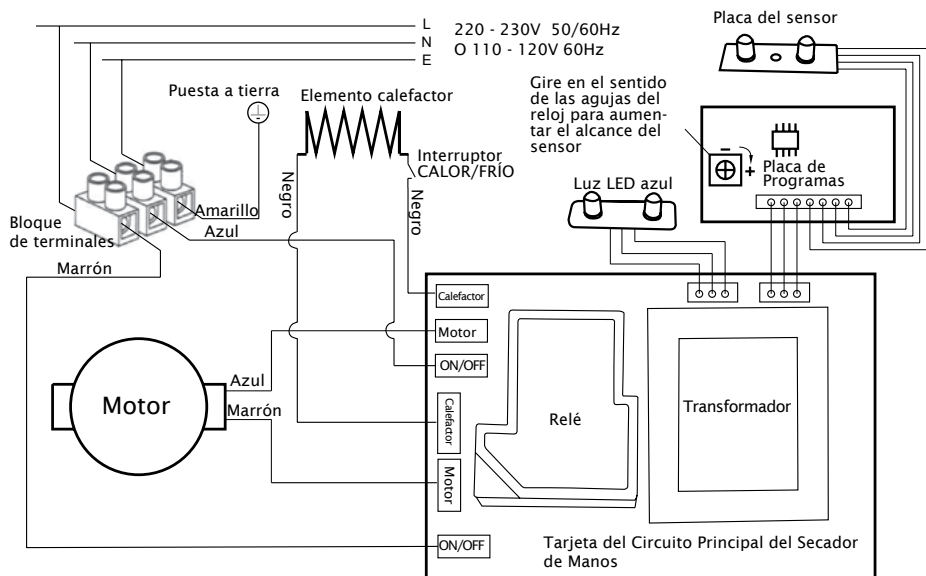 L
N
E
220 - 230V 50/60Hz
O 110 - 120V 60Hz
Placa del sensor
Puesta a tierra
Elemento calefactor
Gire en el sentido
de las agujas del
reloj para aumen-
tar el alcance del
sensor
- 
+
Placa de
Programas
Interruptor
CALOR/FRÍO
Luz LED azul
Negro
Negro
Amarillo
Azul
Bloque
de terminales
Marrón
Calefactor
Motor
ON/OFF
Azul
Marrón
Motor
Calefactor
Motor
ON/OFF
Relé
Transformador
Tarjeta del Circuito Principal del Secador
de Manos